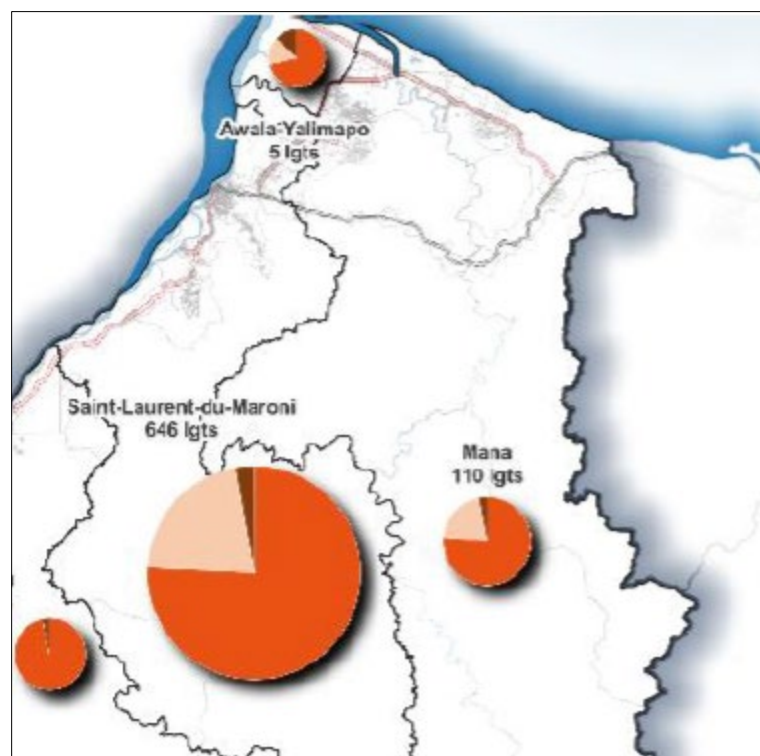 Awala-Yalimapo
5 lgts
Saint-Laurent-du-Maroni
646 lgts
Mana
110 lgts